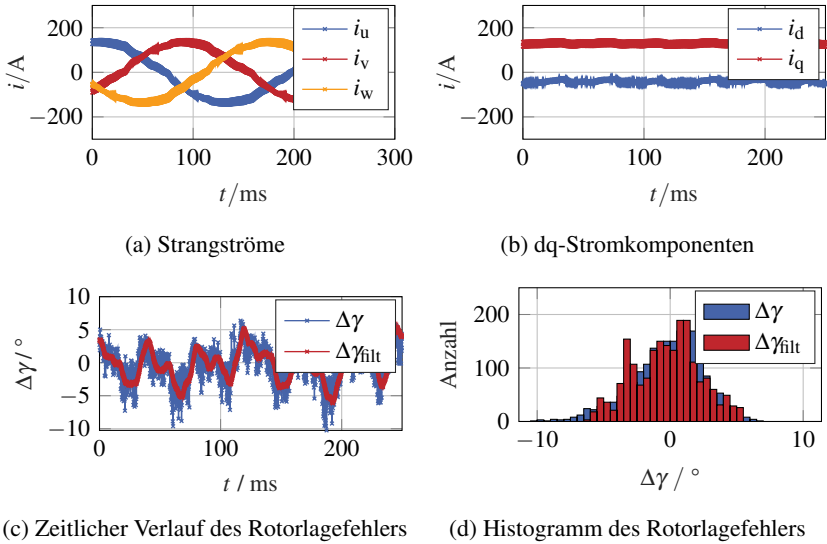 200
0
−200
i/A
i_u
i_v
i_w
0 100 200 300
t/ms
(a) Strangströme
200
0
−200
i/A
i_d
i_q
0 100 200
t/ms
(b) dq-Stromkomponenten
10
5
0
−5
−10
Δγ/°
Δγ
Δγ_filt
0 200
t / ms
(c) Zeitlicher Verlauf des Rotorlagefehlers
200
100
0
Anzahl
Δγ
Δγ_filt
−10 0 10
Δγ / °
(d) Histogramm des Rotorlagefehlers